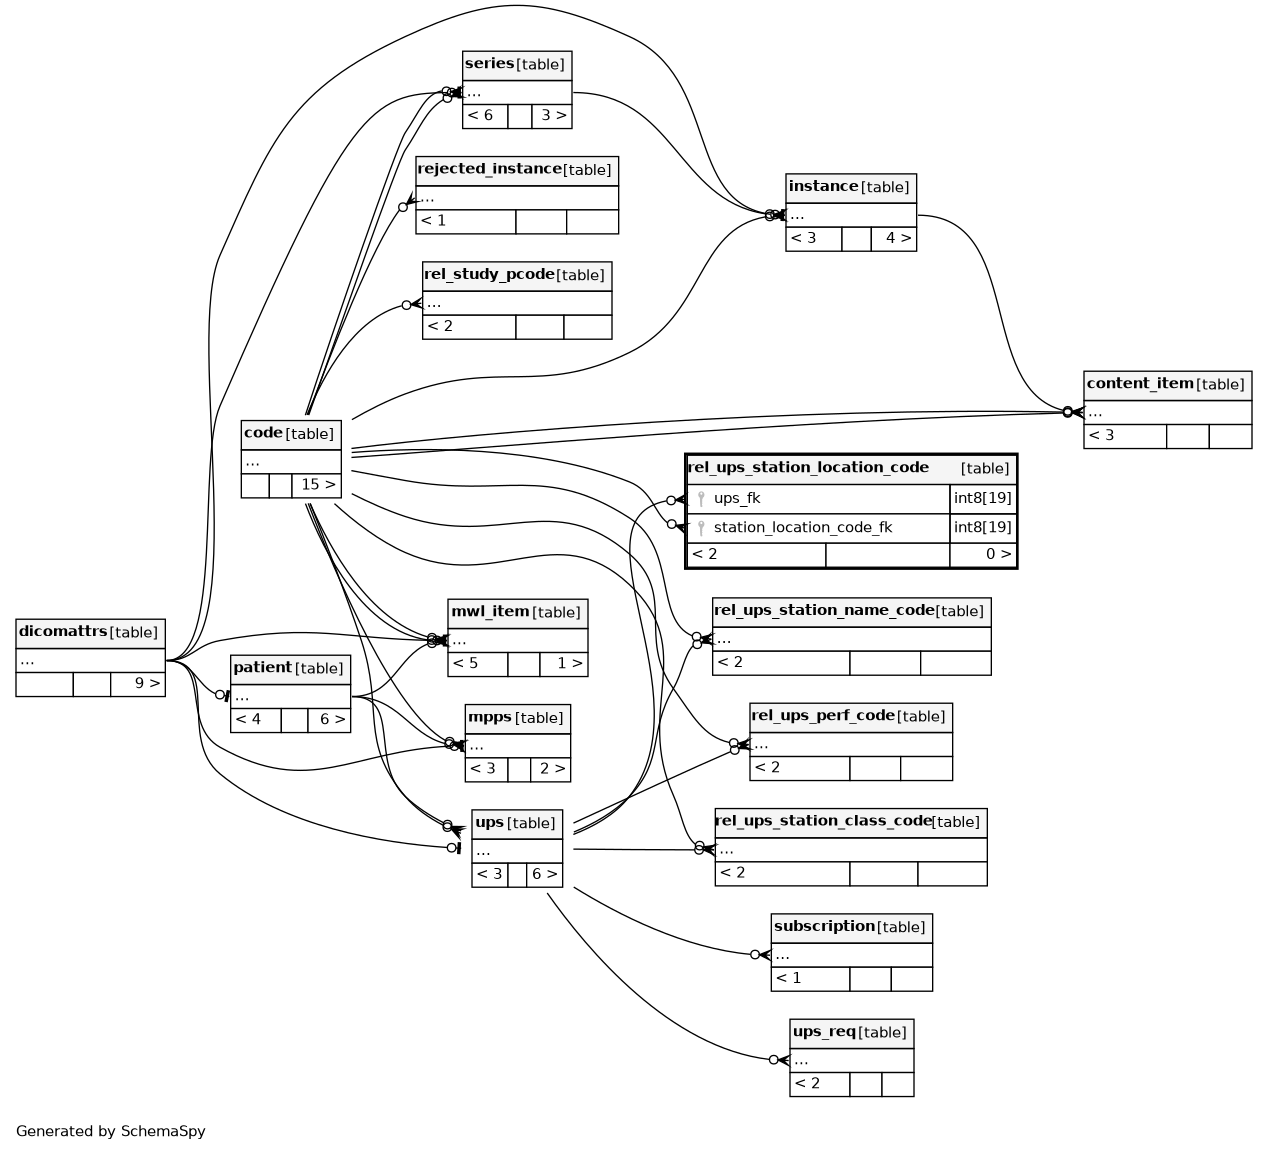 series [table]
...
< 6 3 >
rejected_instance [table]
...
< 1
instance [table]
...
< 3 4 >
rel_study_pcode [table]
...
< 2
content_item [table]
...
< 3
code [table]
...
15 >
rel_ups_station_location_code [table]
ups_fk int8[19]
station_location_code_fk int8[19]
< 2 0 >
mwl_item [table]
...
< 5 1 >
rel_ups_station_name_code [table]
...
< 2
dicomattrs [table]
...
9 >
patient [table]
...
< 4 6 >
mpps [table]
...
< 3 2 >
rel_ups_perf_code [table]
...
< 2
ups [table]
...
< 3 6 >
rel_ups_station_class_code [table]
...
< 2
subscription [table]
...
< 1
ups_req [table]
...
< 2
Generated by SchemaSpy